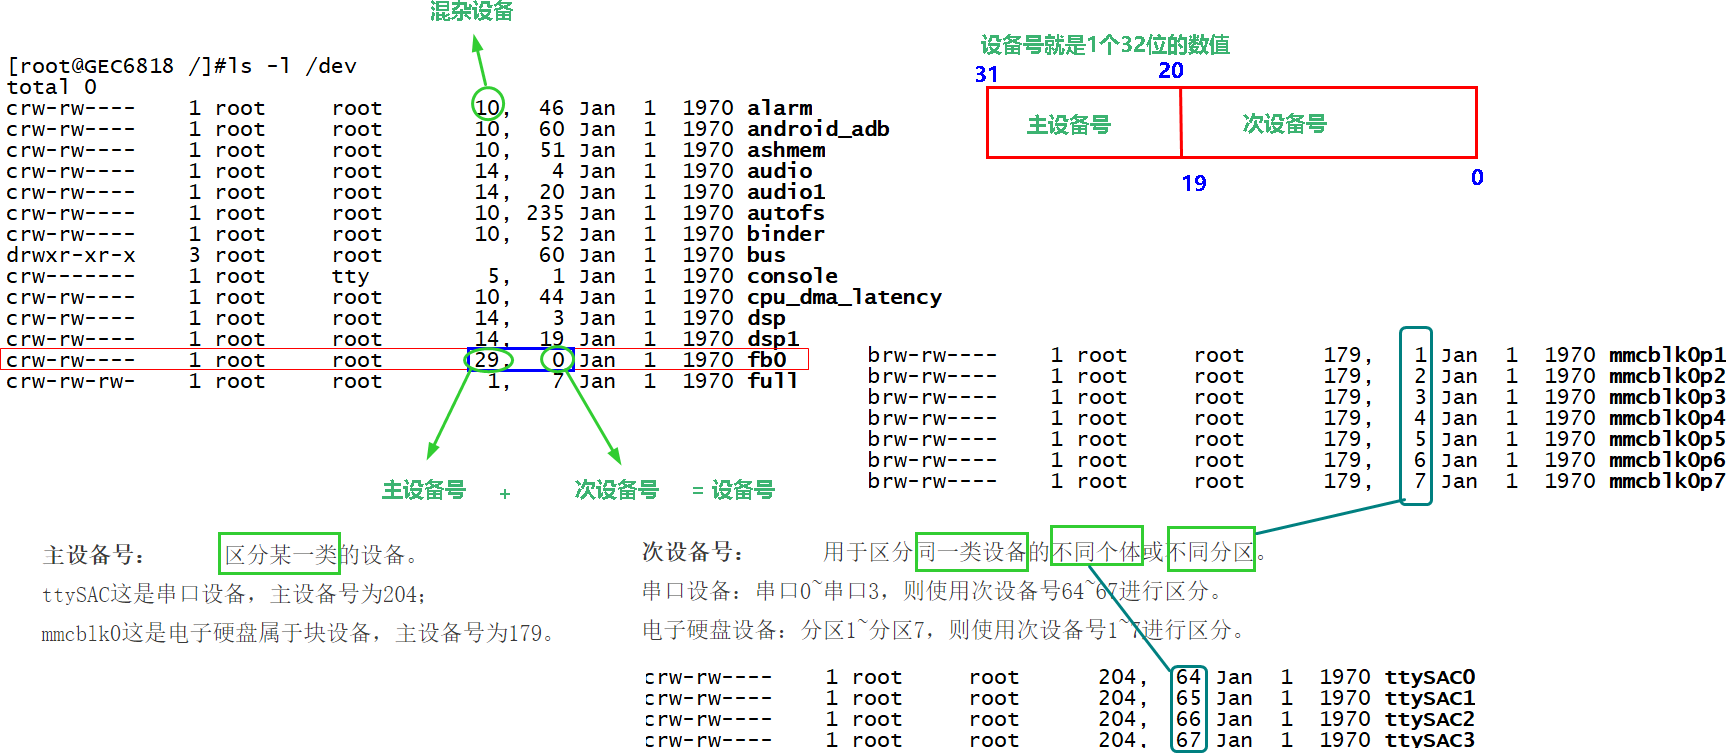 混杂设备
[root@GEC6818 /]#ls -l /dev
total 0
crw-rw---- 1 root root 10, 46 Jan 1 1970 alarm
crw-rw---- 1 root root 10, 60 Jan 1 1970 android_adb
crw-rw---- 1 root root 10, 51 Jan 1 1970 ashmem
crw-rw---- 1 root root 14, 4 Jan 1 1970 audio
crw-rw---- 1 root root 14, 20 Jan 1 1970 audio1
crw-rw---- 1 root root 10, 235 Jan 1 1970 autofs
crw-rw---- 1 root root 10, 52 Jan 1 1970 binder
drwxr-xr-x 3 root root 60 Jan 1 1970 bus
crw------- 1 root tty 5, 1 Jan 1 1970 console
crw-rw---- 1 root root 10, 44 Jan 1 1970 cpu_dma_latency
crw-rw---- 1 root root 14, 3 Jan 1 1970 dsp
crw-rw---- 1 root root 14, 19 Jan 1 1970 dsp1
crw-rw---- 1 root root 29, 0 Jan 1 1970 fb0
crw-rw-rw- 1 root root 1, 7 Jan 1 1970 full
主设备号 + 次设备号 = 设备号
设备号就是1个32位的数值
31 20
主设备号 次设备号
19 0
brw-rw---- 1 root root 179, 1 Jan 1 1970 mmcblk0p1
brw-rw---- 1 root root 179, 2 Jan 1 1970 mmcblk0p2
brw-rw---- 1 root root 179, 3 Jan 1 1970 mmcblk0p3
brw-rw---- 1 root root 179, 4 Jan 1 1970 mmcblk0p4
brw-rw---- 1 root root 179, 5 Jan 1 1970 mmcblk0p5
brw-rw---- 1 root root 179, 6 Jan 1 1970 mmcblk0p6
brw-rw---- 1 root root 179, 7 Jan 1 1970 mmcblk0p7
主设备号： 区分某一类的设备。
ttySAC这是串口设备，主设备号为204；
mmcblk0这是电子硬盘属于块设备，主设备号为179。
次设备号： 用于区分同一类设备的不同个体或不同分区。
串口设备：串口0~串口3，则使用次设备号64~67进行区分。
电子硬盘设备：分区1~分区7，则使用次设备号1~7进行区分。
crw-rw---- 1 root root 204, 64 Jan 1 1970 ttySAC0
crw-rw---- 1 root root 204, 65 Jan 1 1970 ttySAC1
crw-rw---- 1 root root 204, 66 Jan 1 1970 ttySAC2
crw-rw---- 1 root root 204, 67 Jan 1 1970 ttySAC3